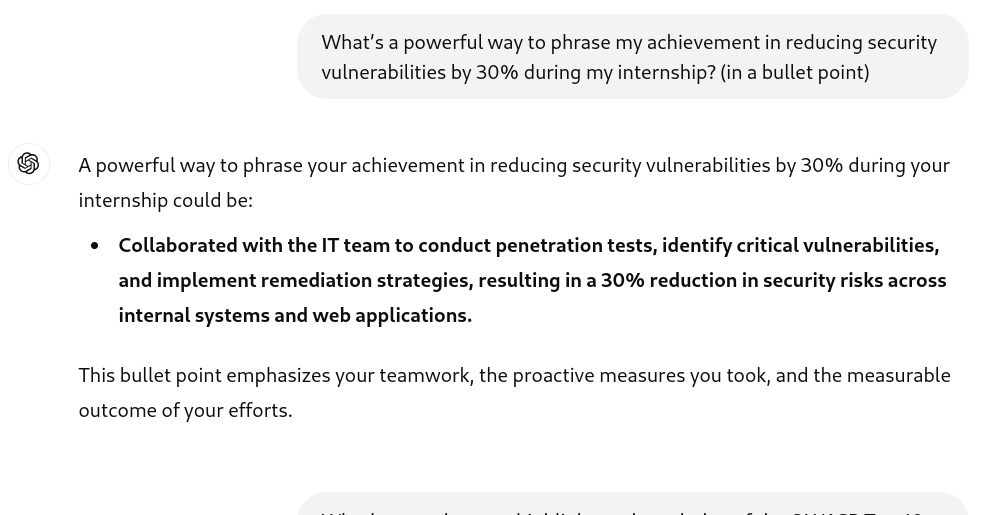 What's a powerful way to phrase my achievement in reducing security
vulnerabilities by 30% during my internship? (in a bullet point)
A powerful way to phrase your achievement in reducing security vulnerabilities by 30% during your
internship could be:
• Collaborated with the IT team to conduct penetration tests, identify critical vulnerabilities,
and implement remediation strategies, resulting in a 30% reduction in security risks across
internal systems and web applications.
This bullet point emphasizes your teamwork, the proactive measures you took, and the measurable
outcome of your efforts.